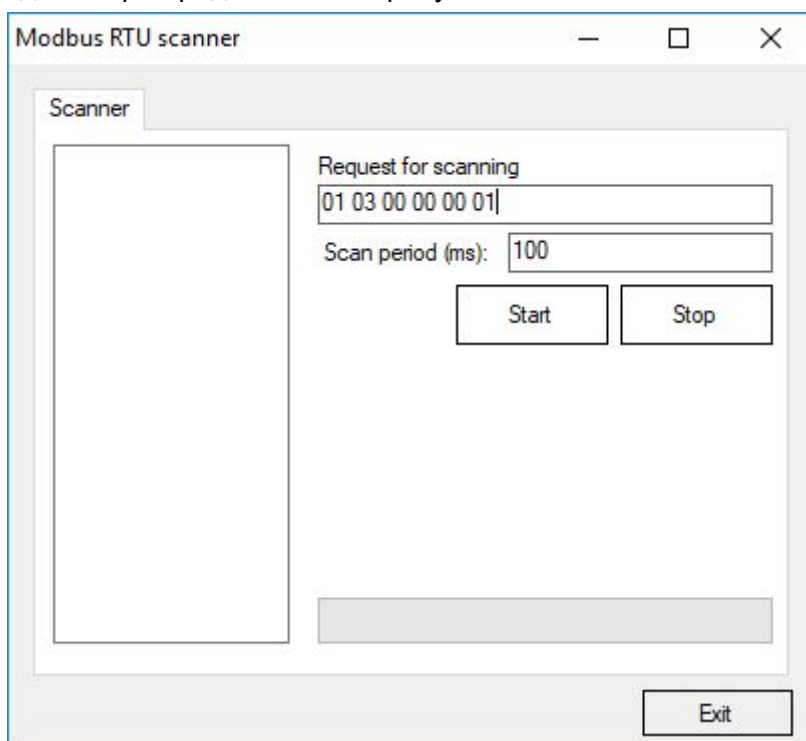 Modbus RTU scanner
Scanner
Request for scanning
01 03 00 00 00 01
Scan period (ms): 100
Start Stop
Exit